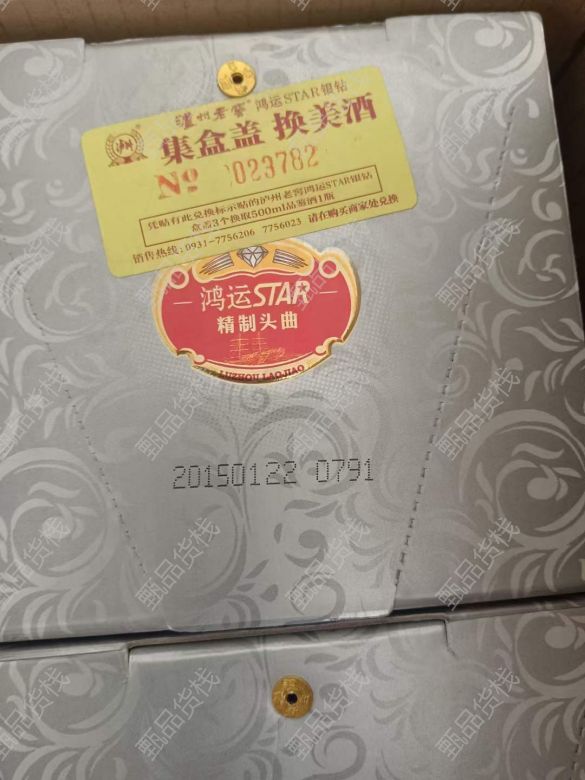 泸州老窖 鸿运STAR银钻
集盒盖 换美酒
No 023782
凭贴有此兑换标示贴的泸州老窖鸿运STAR银钻
盒盖3个换取500ml品鉴酒1瓶 请在购买商家处兑换
销售热线:0931-7756206 7756023
鸿运STAR
精制头曲
LUZHOU LAO JIAO
20150122 0791
甄品货栈